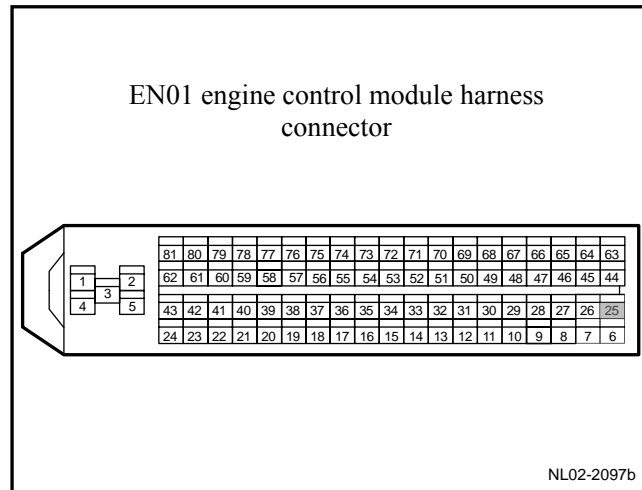 EN01 engine control module harness
connector
81 80 79 78 77 76 75 74 73 72 71 70 69 68 67 66 65 64 63
1 2 62 61 60 59 58 57 56 55 54 53 52 51 50 49 48 47 46 45 44
3
4 5 43 42 41 40 39 38 37 36 35 34 33 32 31 30 29 28 27 26 25
24 23 22 21 20 19 18 17 16 15 14 13 12 11 10 9 8 7 6
NL02-2097b